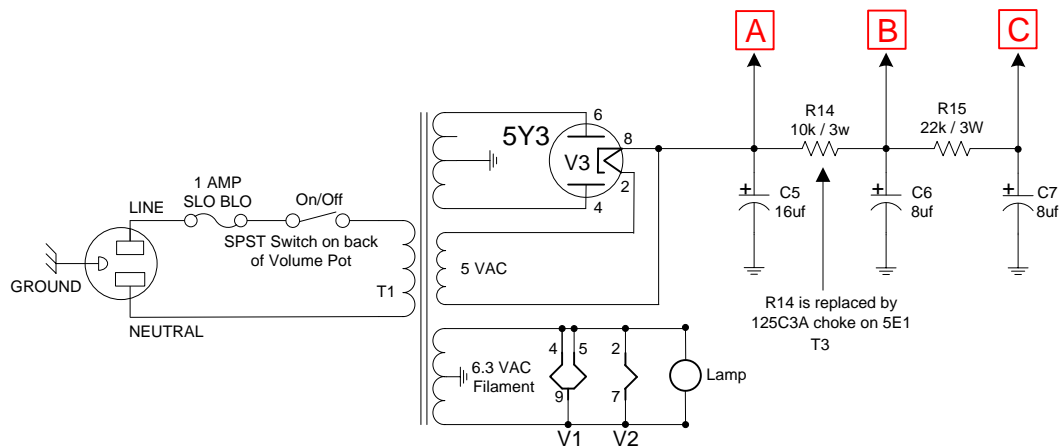 A
B
C
R14
10k / 3w
R15
22k / 3W
6
5Y3
8
V3
2
4
+
C5
16uf
+
C6
8uf
+
C7
8uf
1 AMP
SLO BLO
On/Off
LINE
SPST Switch on back
of Volume Pot
GROUND
T1
5 VAC
NEUTRAL
R14 is replaced by
125C3A choke on 5E1
T3
6.3 VAC
Filament
4
5
9
2
7
Lamp
V1
V2